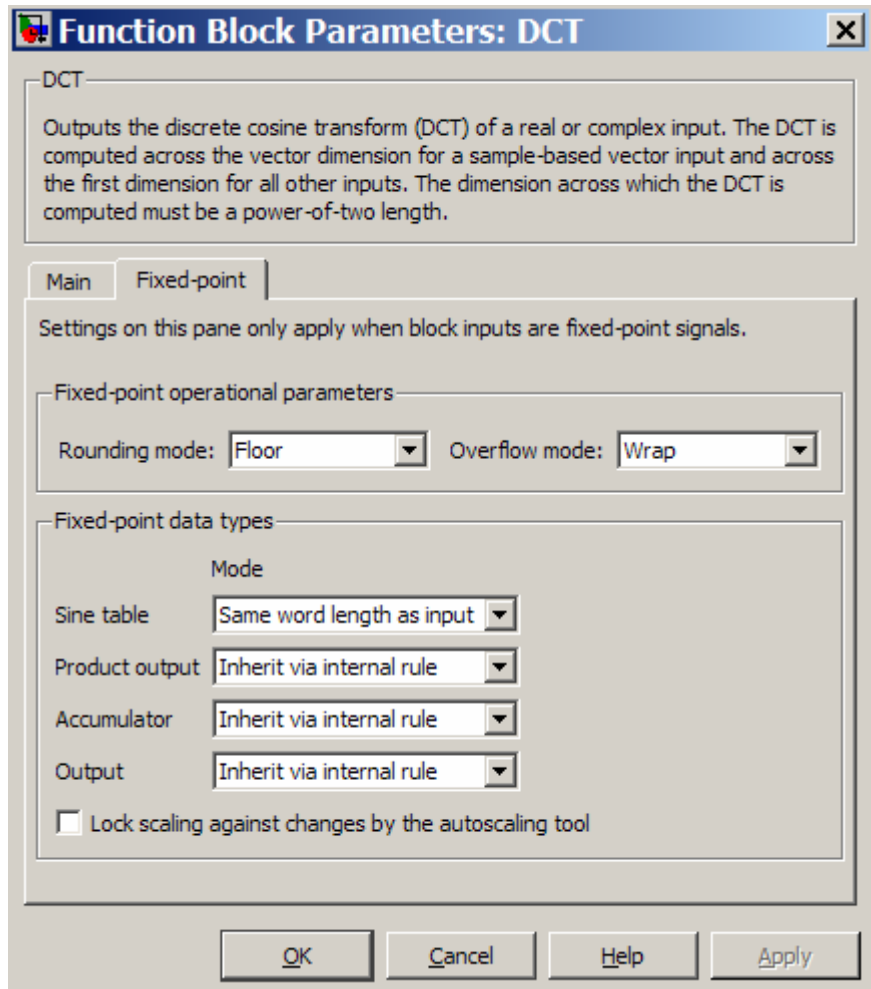 Function Block Parameters: DCT
DCT
Outputs the discrete cosine transform (DCT) of a real or complex input. The DCT is
computed across the vector dimension for a sample-based vector input and across
the first dimension for all other inputs. The dimension across which the DCT is
computed must be a power-of-two length.
Main Fixed-point
Settings on this pane only apply when block inputs are fixed-point signals.
Fixed-point operational parameters
Rounding mode: Floor Overflow mode: Wrap
Fixed-point data types
Mode
Sine table Same word length as input
Product output Inherit via internal rule
Accumulator Inherit via internal rule
Output Inherit via internal rule
Lock scaling against changes by the autoscaling tool
OK Cancel Help Apply